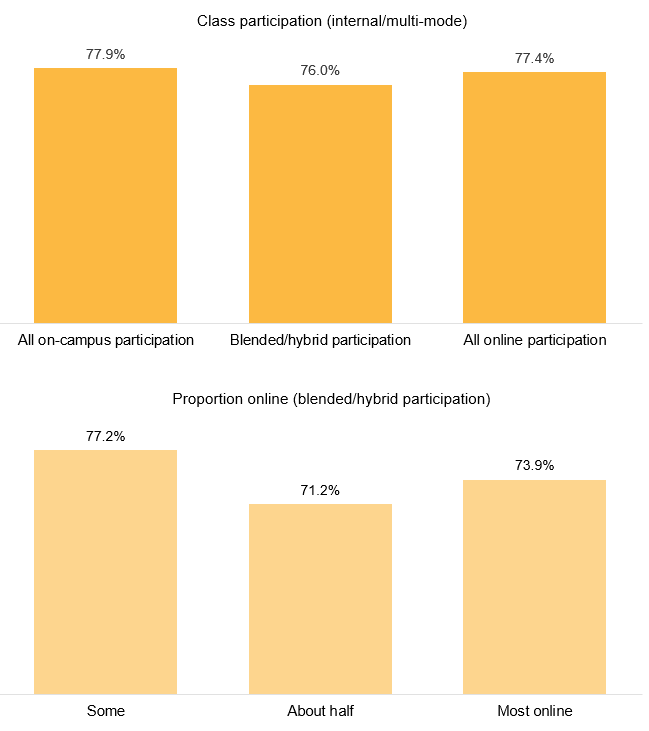 Class participation (internal/multi-mode)
77.9%
76.0%
77.4%
All on-campus participation
Blended/hybrid participation
All online participation
Proportion online (blended/hybrid participation)
77.2%
71.2%
73.9%
Some
About half
Most online